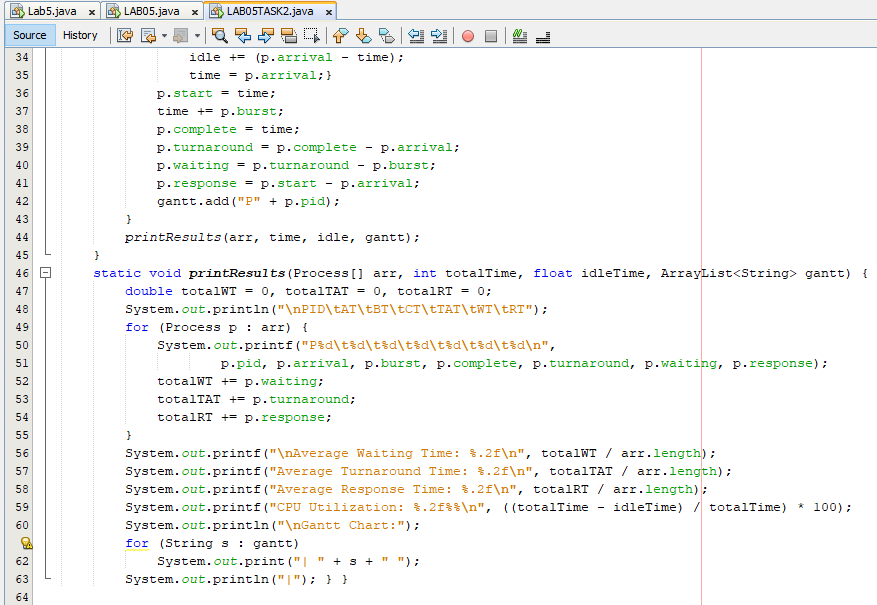 Lab5.java x LAB05.java x LAB05TASK2.java x
Source History
34 idle += (p.arrival - time);
35 time = p.arrival;}
36 p.start = time;
37 time += p.burst;
38 p.complete = time;
39 p.turnaround = p.complete - p.arrival;
40 p.waiting = p.turnaround - p.burst;
41 p.response = p.start - p.arrival;
42 gantt.add("P" + p.pid);
43 }
44 printResults(arr, time, idle, gantt);
45 }
46 static void printResults(Process[] arr, int totalTime, float idleTime, ArrayList<String> gantt) {
47 double totalWT = 0, totalTAT = 0, totalRT = 0;
48 System.out.println("\nPID\tAT\tBT\tCT\tTAT\tWT\tRT");
49 for (Process p : arr) {
50 System.out.printf("P%d\t%d\t%d\t%d\t%d\t%d\t%d\n",
51 p.pid, p.arrival, p.burst, p.complete, p.turnaround, p.waiting, p.response);
52 totalWT += p.waiting;
53 totalTAT += p.turnaround;
54 totalRT += p.response;
55 }
56 System.out.printf("\nAverage Waiting Time: %.2f\n", totalWT / arr.length);
57 System.out.printf("Average Turnaround Time: %.2f\n", totalTAT / arr.length);
58 System.out.printf("Average Response Time: %.2f\n", totalRT / arr.length);
59 System.out.printf("CPU Utilization: %.2f%%\n", ((totalTime - idleTime) / totalTime) * 100);
60 System.out.println("\nGantt Chart:");
for (String s : gantt)
62 System.out.print("| " + s + " ");
63 System.out.println("|"); } }
64